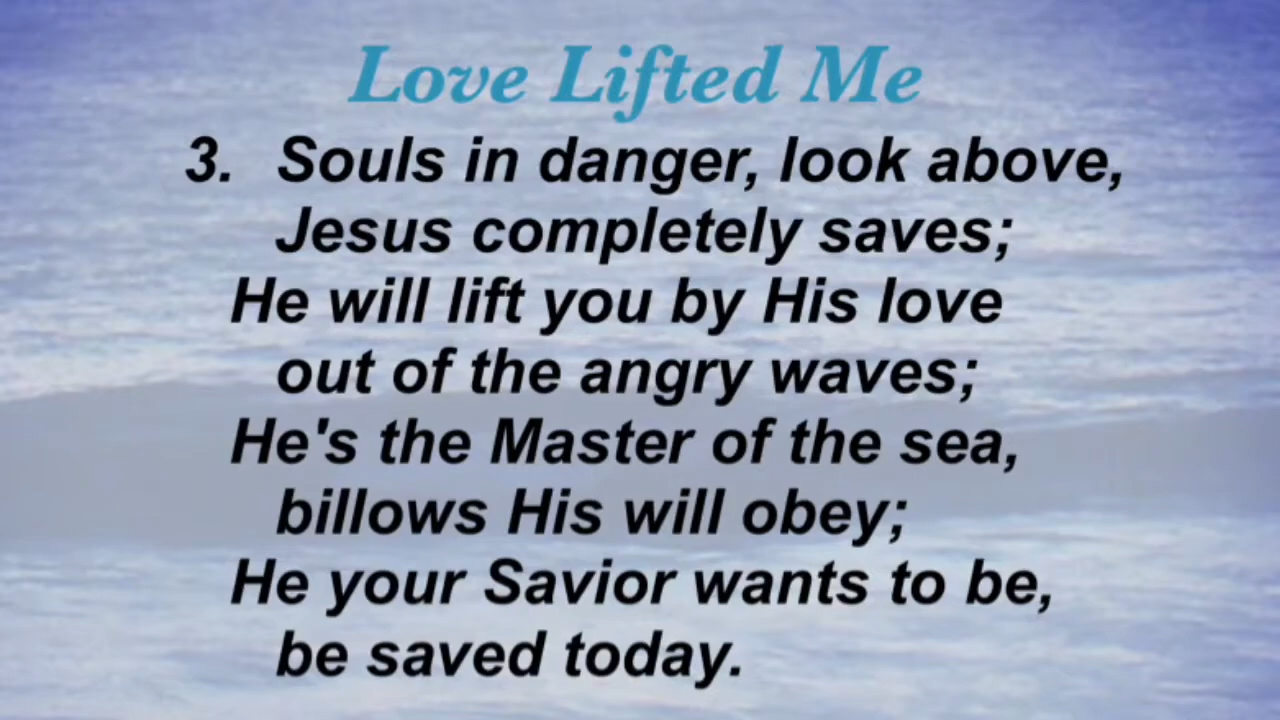 Love Lifted Me
3. Souls in danger, look above,
Jesus completely saves;
He will lift you by His love
out of the angry waves;
He's the Master of the sea,
billows His will obey;
He your Savior wants to be,
be saved today.